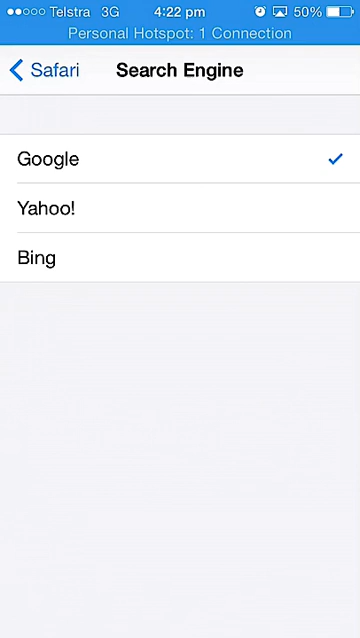 Telstra 3G 4:22 pm 50%
Personal Hotspot: 1 Connection
Safari Search Engine
Google
Yahoo!
Bing